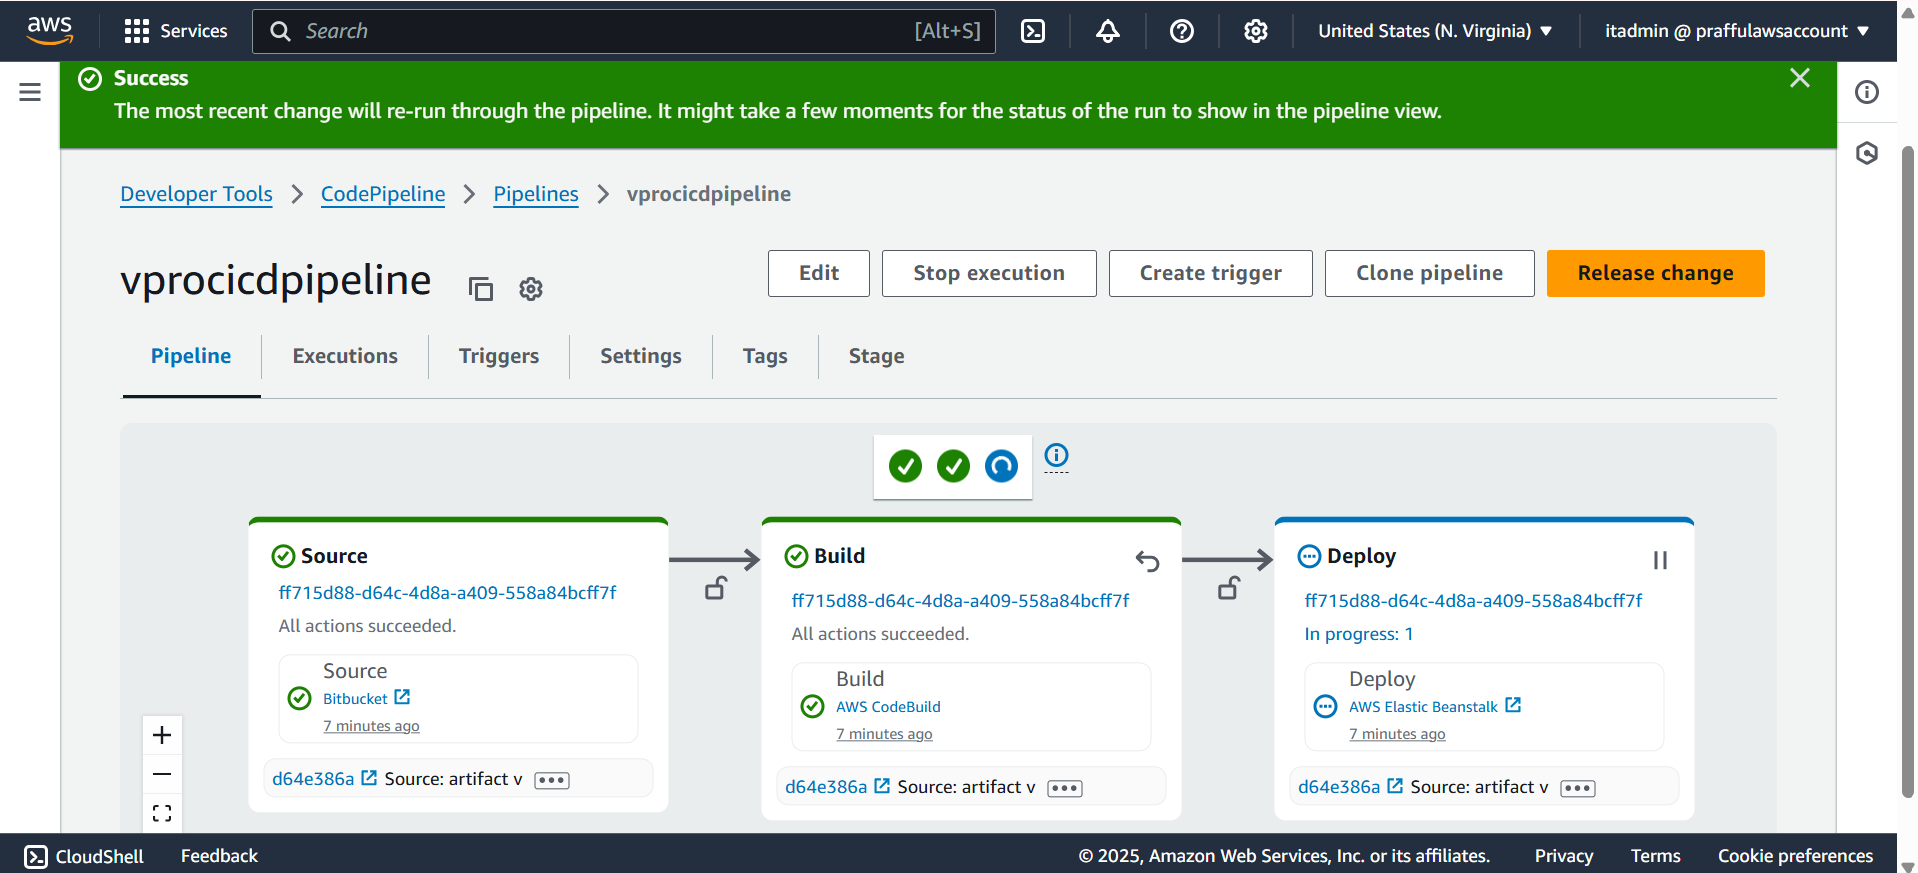 aws
Services
Search
[Alt+S]
United States (N. Virginia)
itadmin @ praffulawsaccount
Success
The most recent change will re-run through the pipeline. It might take a few moments for the status of the run to show in the pipeline view.
Developer Tools
CodePipeline
Pipelines
vprocicdpipeline
vprocicdpipeline
Edit
Stop execution
Create trigger
Clone pipeline
Release change
Pipeline
Executions
Triggers
Settings
Tags
Stage
Source
ff715d88-d64c-4d8a-a409-558a84bcff7f
All actions succeeded.
Source
Bitbucket
7 minutes ago
d64e386a Source: artifact v
Build
ff715d88-d64c-4d8a-a409-558a84bcff7f
All actions succeeded.
Build
AWS CodeBuild
7 minutes ago
d64e386a Source: artifact v
Deploy
ff715d88-d64c-4d8a-a409-558a84bcff7f
In progress: 1
Deploy
AWS Elastic Beanstalk
7 minutes ago
d64e386a Source: artifact v
CloudShell
Feedback
© 2025, Amazon Web Services, Inc. or its affiliates.
Privacy
Terms
Cookie preferences